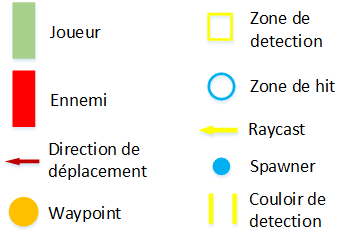 Joueur
Ennemi
Direction de
déplacement
Waypoint
Zone de
detection
Zone de hit
Raycast
Spawner
Couloir de
detection